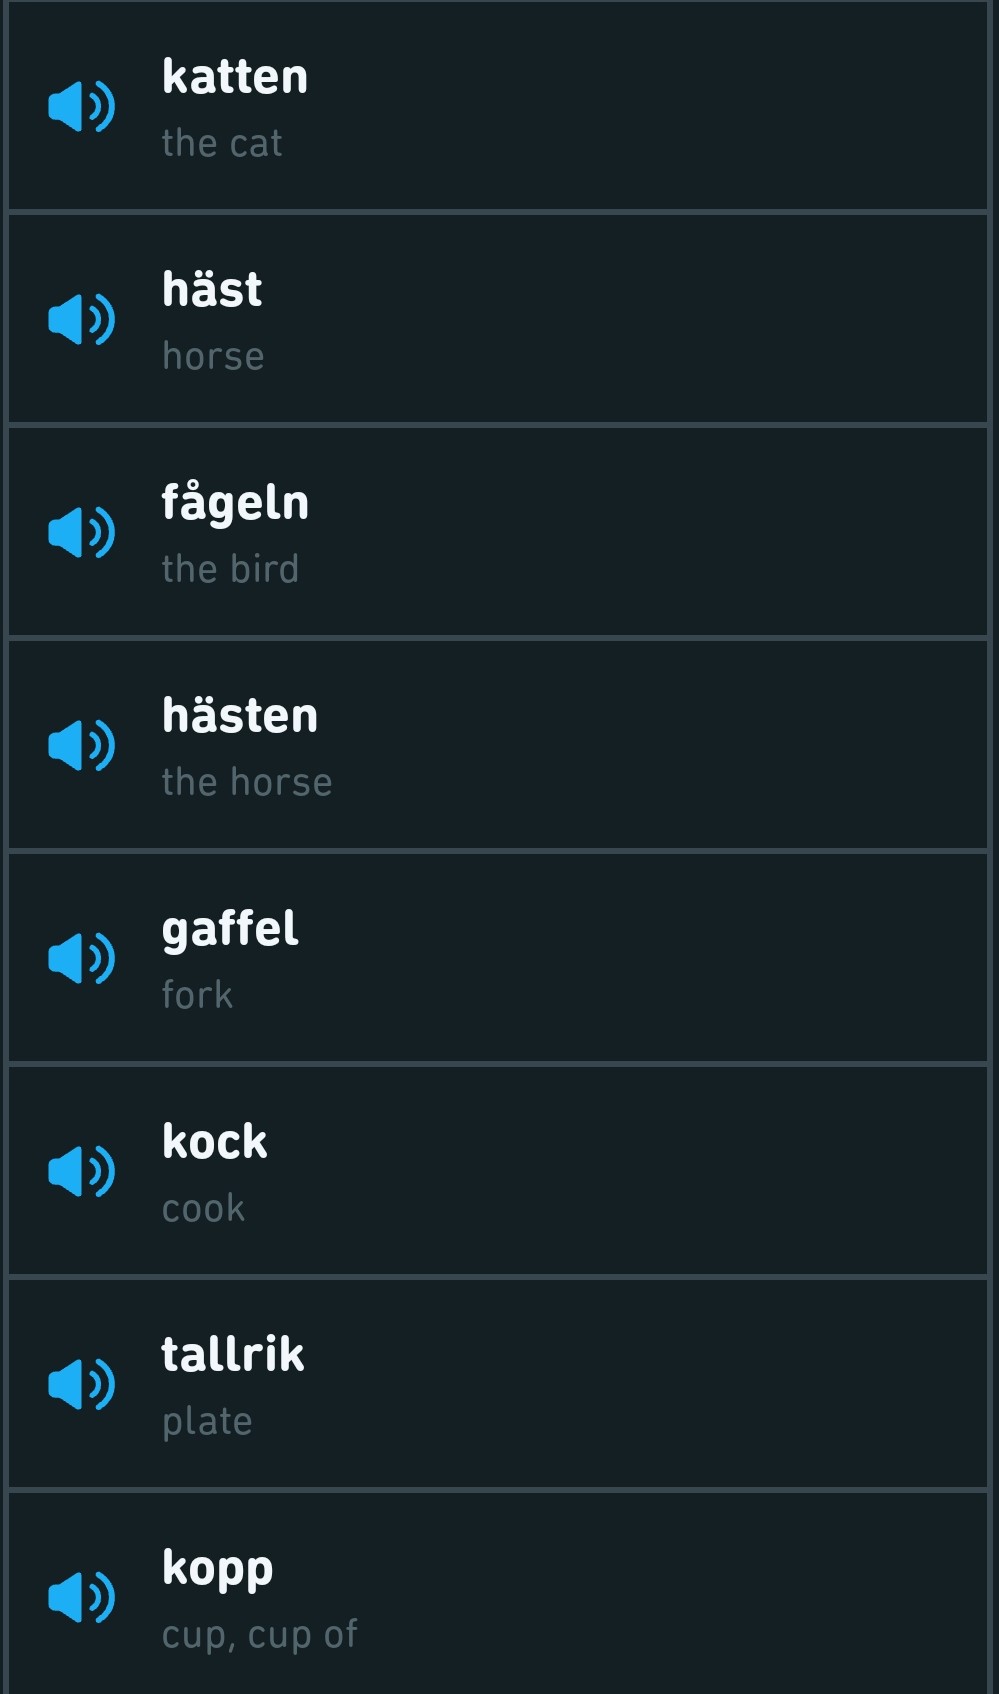 katten
the cat
häst
horse
fågeln
the bird
hästen
the horse
gaffel
fork
kock
cook
tallrik
plate
kopp
cup, cup of